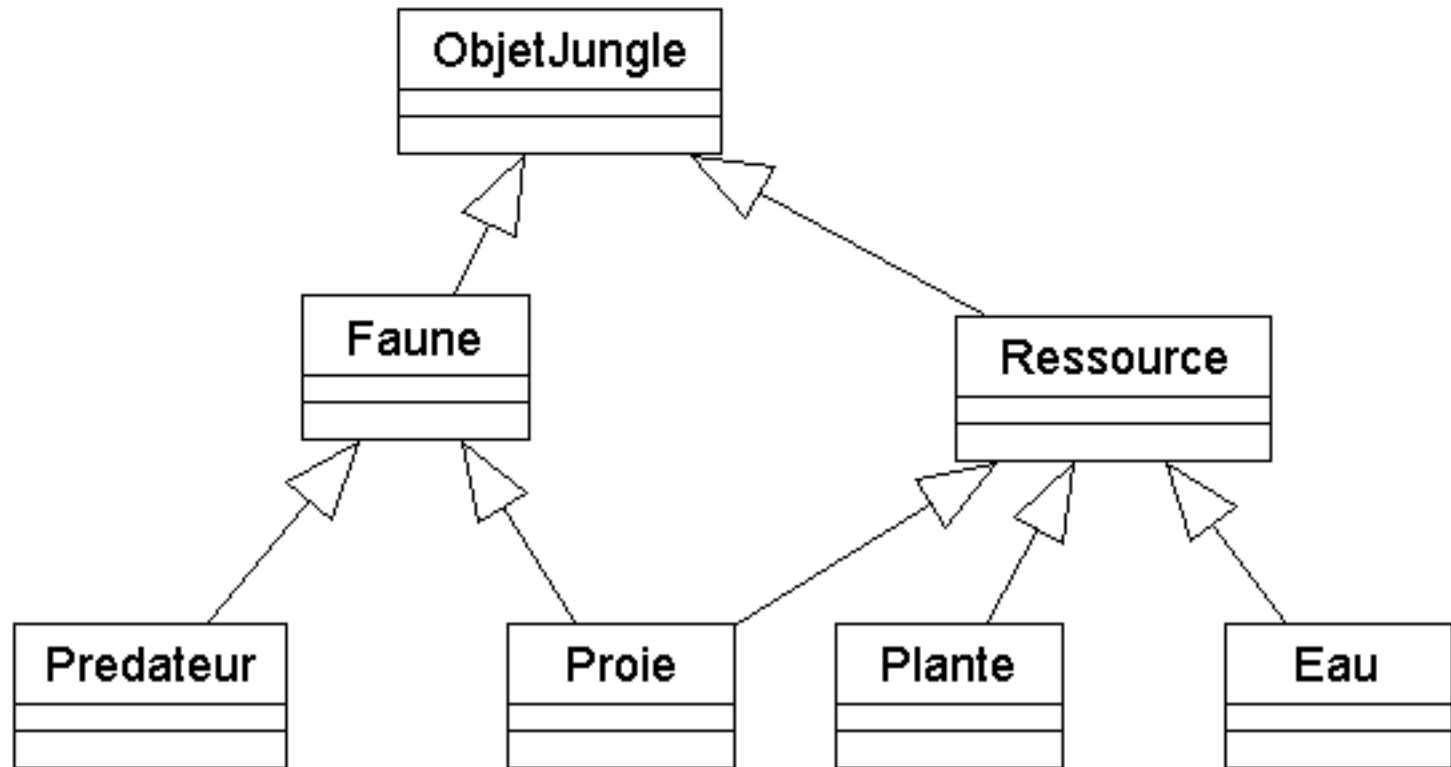 ObjetJungle
Faune
Ressource
Predateur
Proie
Plante
Eau